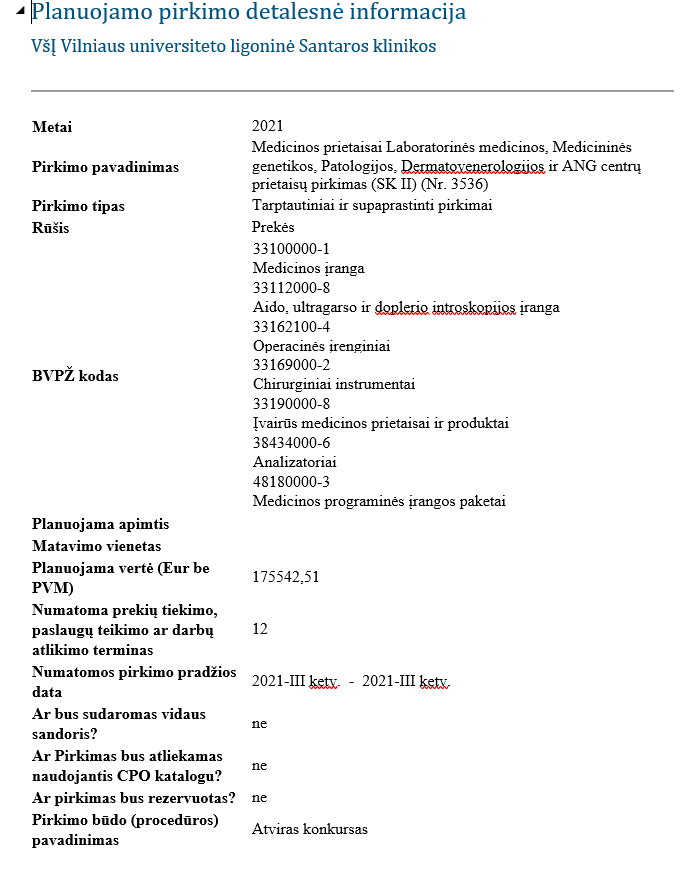 Planuojamo pirkimo detalesnė informacija
VšĮ Vilniaus universiteto ligoninė Santaros klinikos
Metai 2021
Pirkimo pavadinimas Medicinos prietaisai Laboratorinės medicinos, Medicininės
genetikos, Patologijos, Dermatovenerologijos ir ANG centrų
prietaisų pirkimas (SK II) (Nr. 3536)
Pirkimo tipas Tarptautiniai ir supaprastinti pirkimai
Rūšis Prekės
BVPŽ kodas 33100000-1
Medicinos įranga
33112000-8
Aido, ultragarso ir doplerio introskopijos įranga
33162100-4
Operacinės įrenginiai
33169000-2
Chirurginiai instrumentai
33190000-8
Įvairūs medicinos prietaisai ir produktai
38434000-6
Analizatoriai
48180000-3
Medicinos programinės įrangos paketai
Planuojama apimtis
Matavimo vienetas
Planuojama vertė (Eur be
PVM) 175542,51
Numatoma prekių tiekimo,
paslaugų teikimo ar darbų
atlikimo terminas 12
Numatomos pirkimo pradžios
data 2021-III ketv. - 2021-III ketv.
Ar bus sudaromas vidaus
sandoris? ne
Ar Pirkimas bus atliekamas
naudojantis CPO katalogu? ne
Ar pirkimas bus rezervuotas? ne
Pirkimo būdo (procedūros)
pavadinimas Atviras konkursas